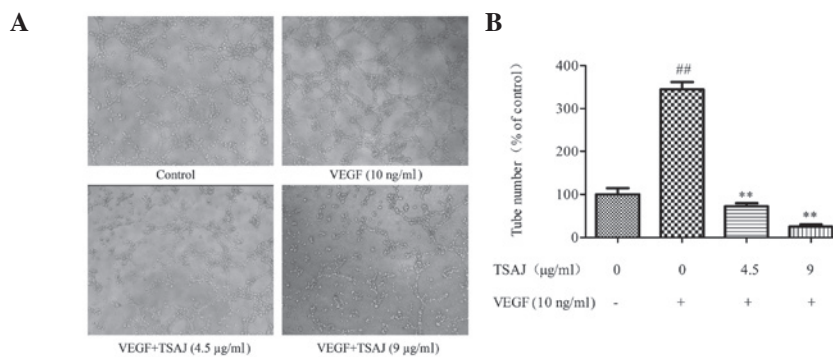 A
Control
VEGF (10 ng/ml)
VEGF+TSAJ (4.5 µg/ml)
VEGF+TSAJ (9 µg/ml)
B
Tube number (% of control)
400
300
200
100
0
##
**
**
TSAJ (µg/ml) 0 0 4.5 9
VEGF (10 ng/ml) - + + +